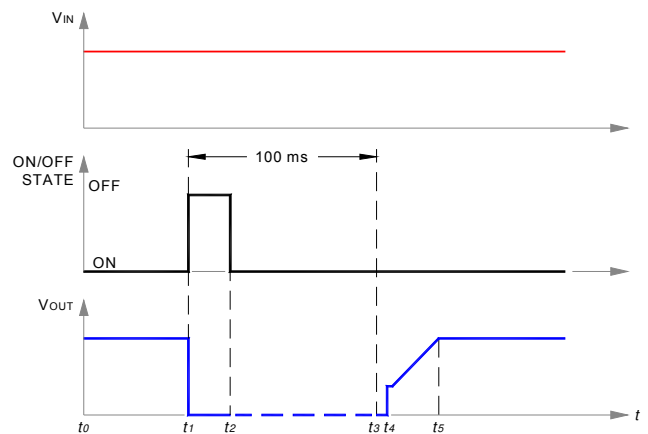 VIN
100 ms
ON/OFF
STATE
OFF
ON
VOUT
t
t0 t1 t2 t3 t4 t5